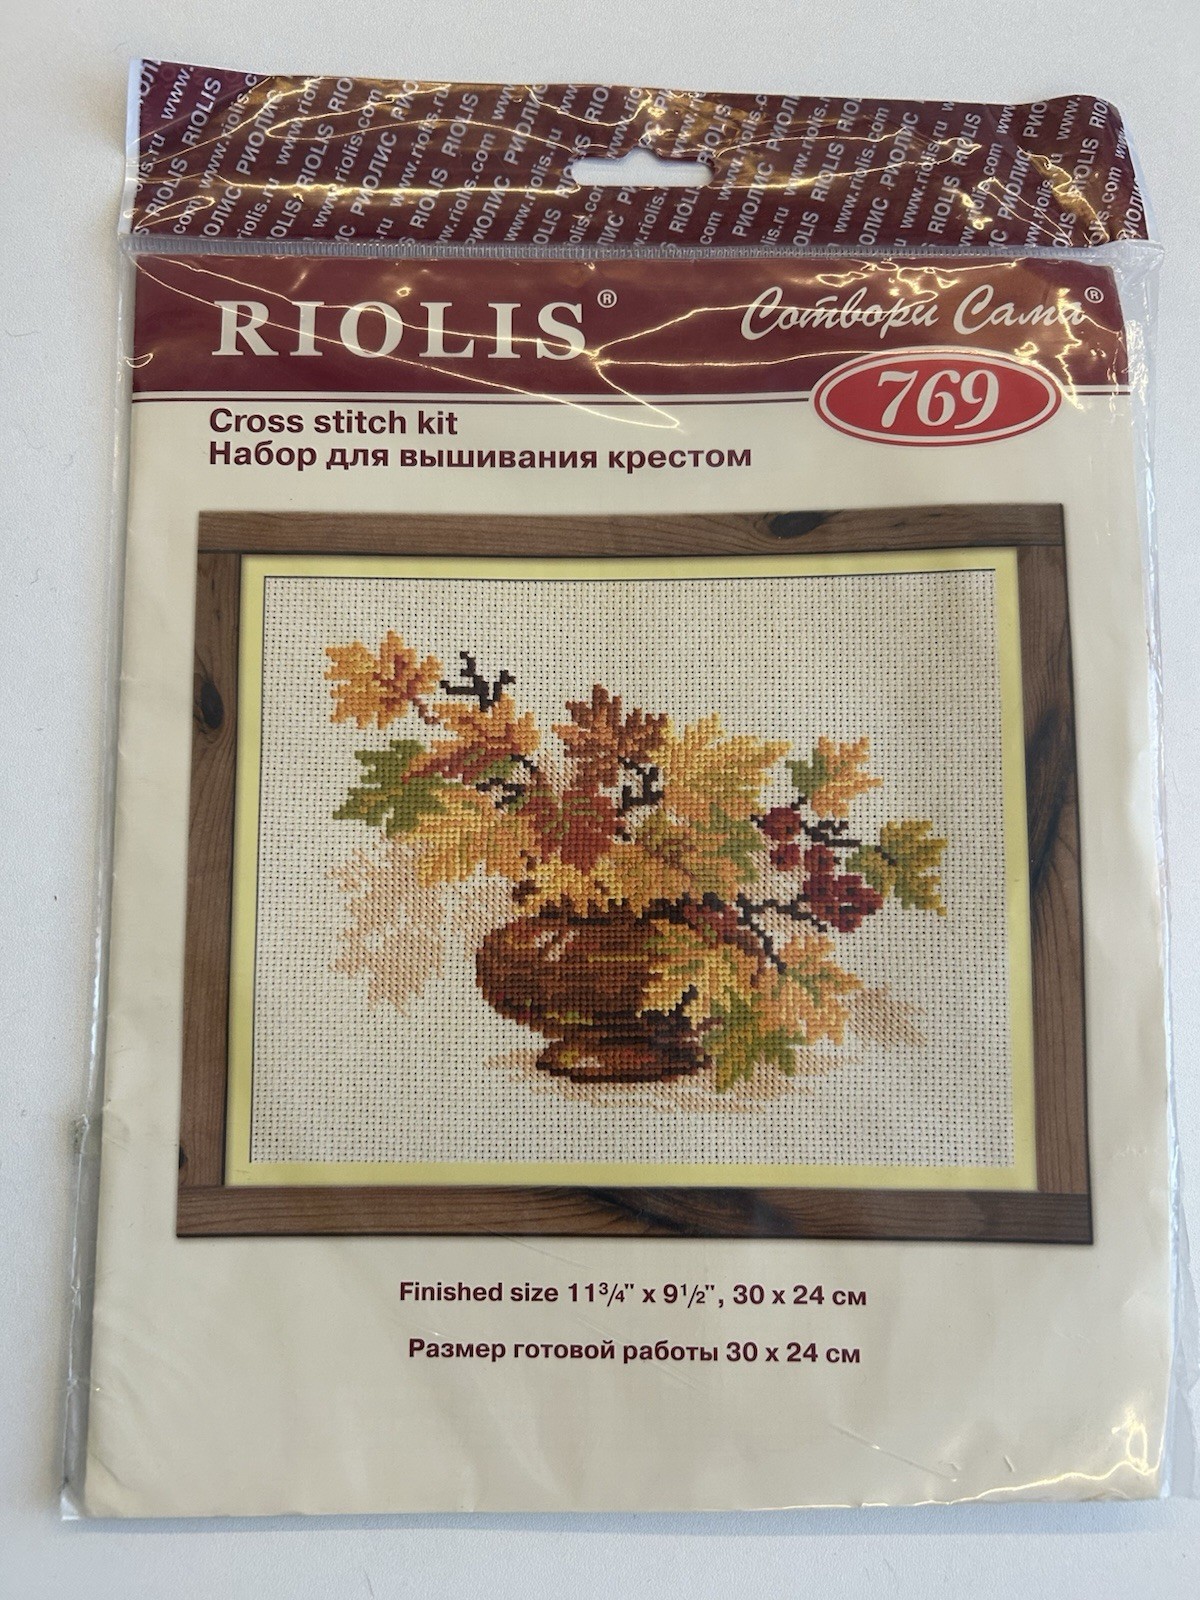 RIOLIS®
Сотвори Сама®
769
Cross stitch kit
Набор для вышивания крестом
Finished size 11¾" x 9½", 30 x 24 см
Размер готовой работы 30 x 24 см